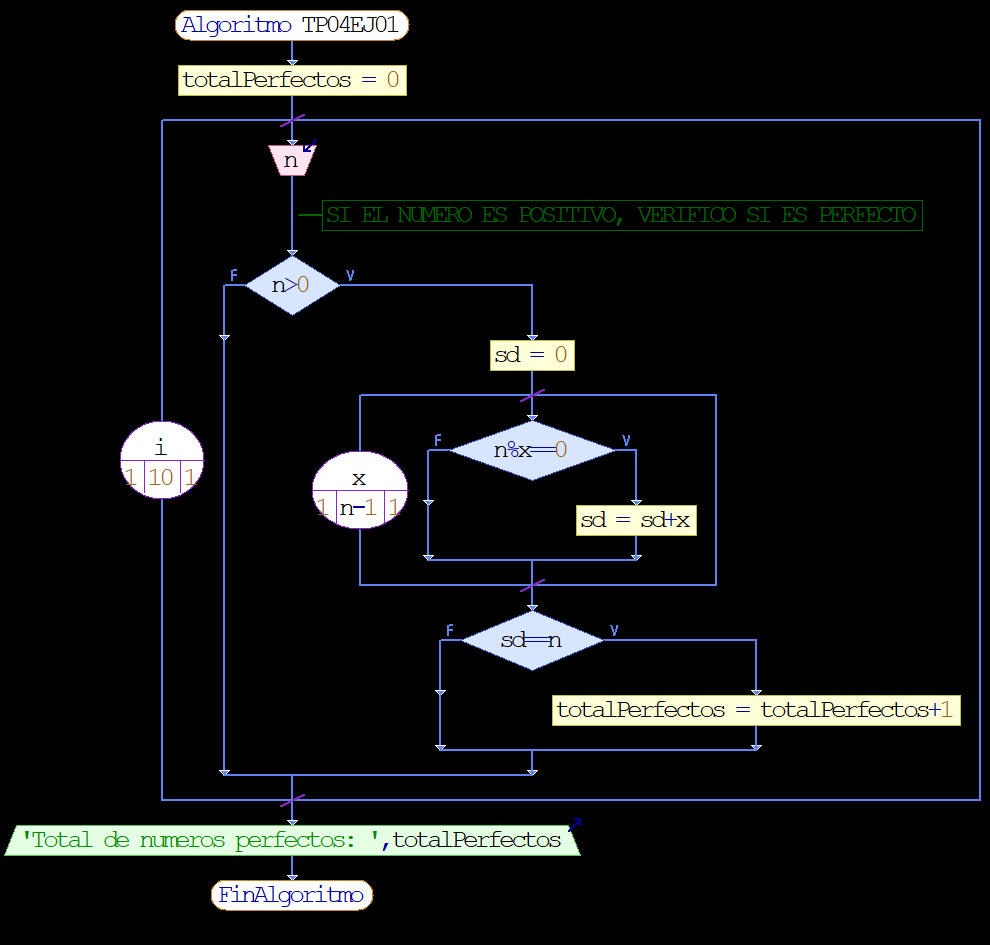 Algoritmo TP04EJ01
totalPerfectos = 0
n
SI EL NUMERO ES POSITIVO, VERIFICO SI ES PERFECTO
F V
n>0
sd = 0
F V
n%x==0
i
1 10 1
x
1 n-1 1
sd = sd+x
F V
sd==n
totalPerfectos = totalPerfectos+1
'Total de numeros perfectos: ',totalPerfectos
FinAlgoritmo